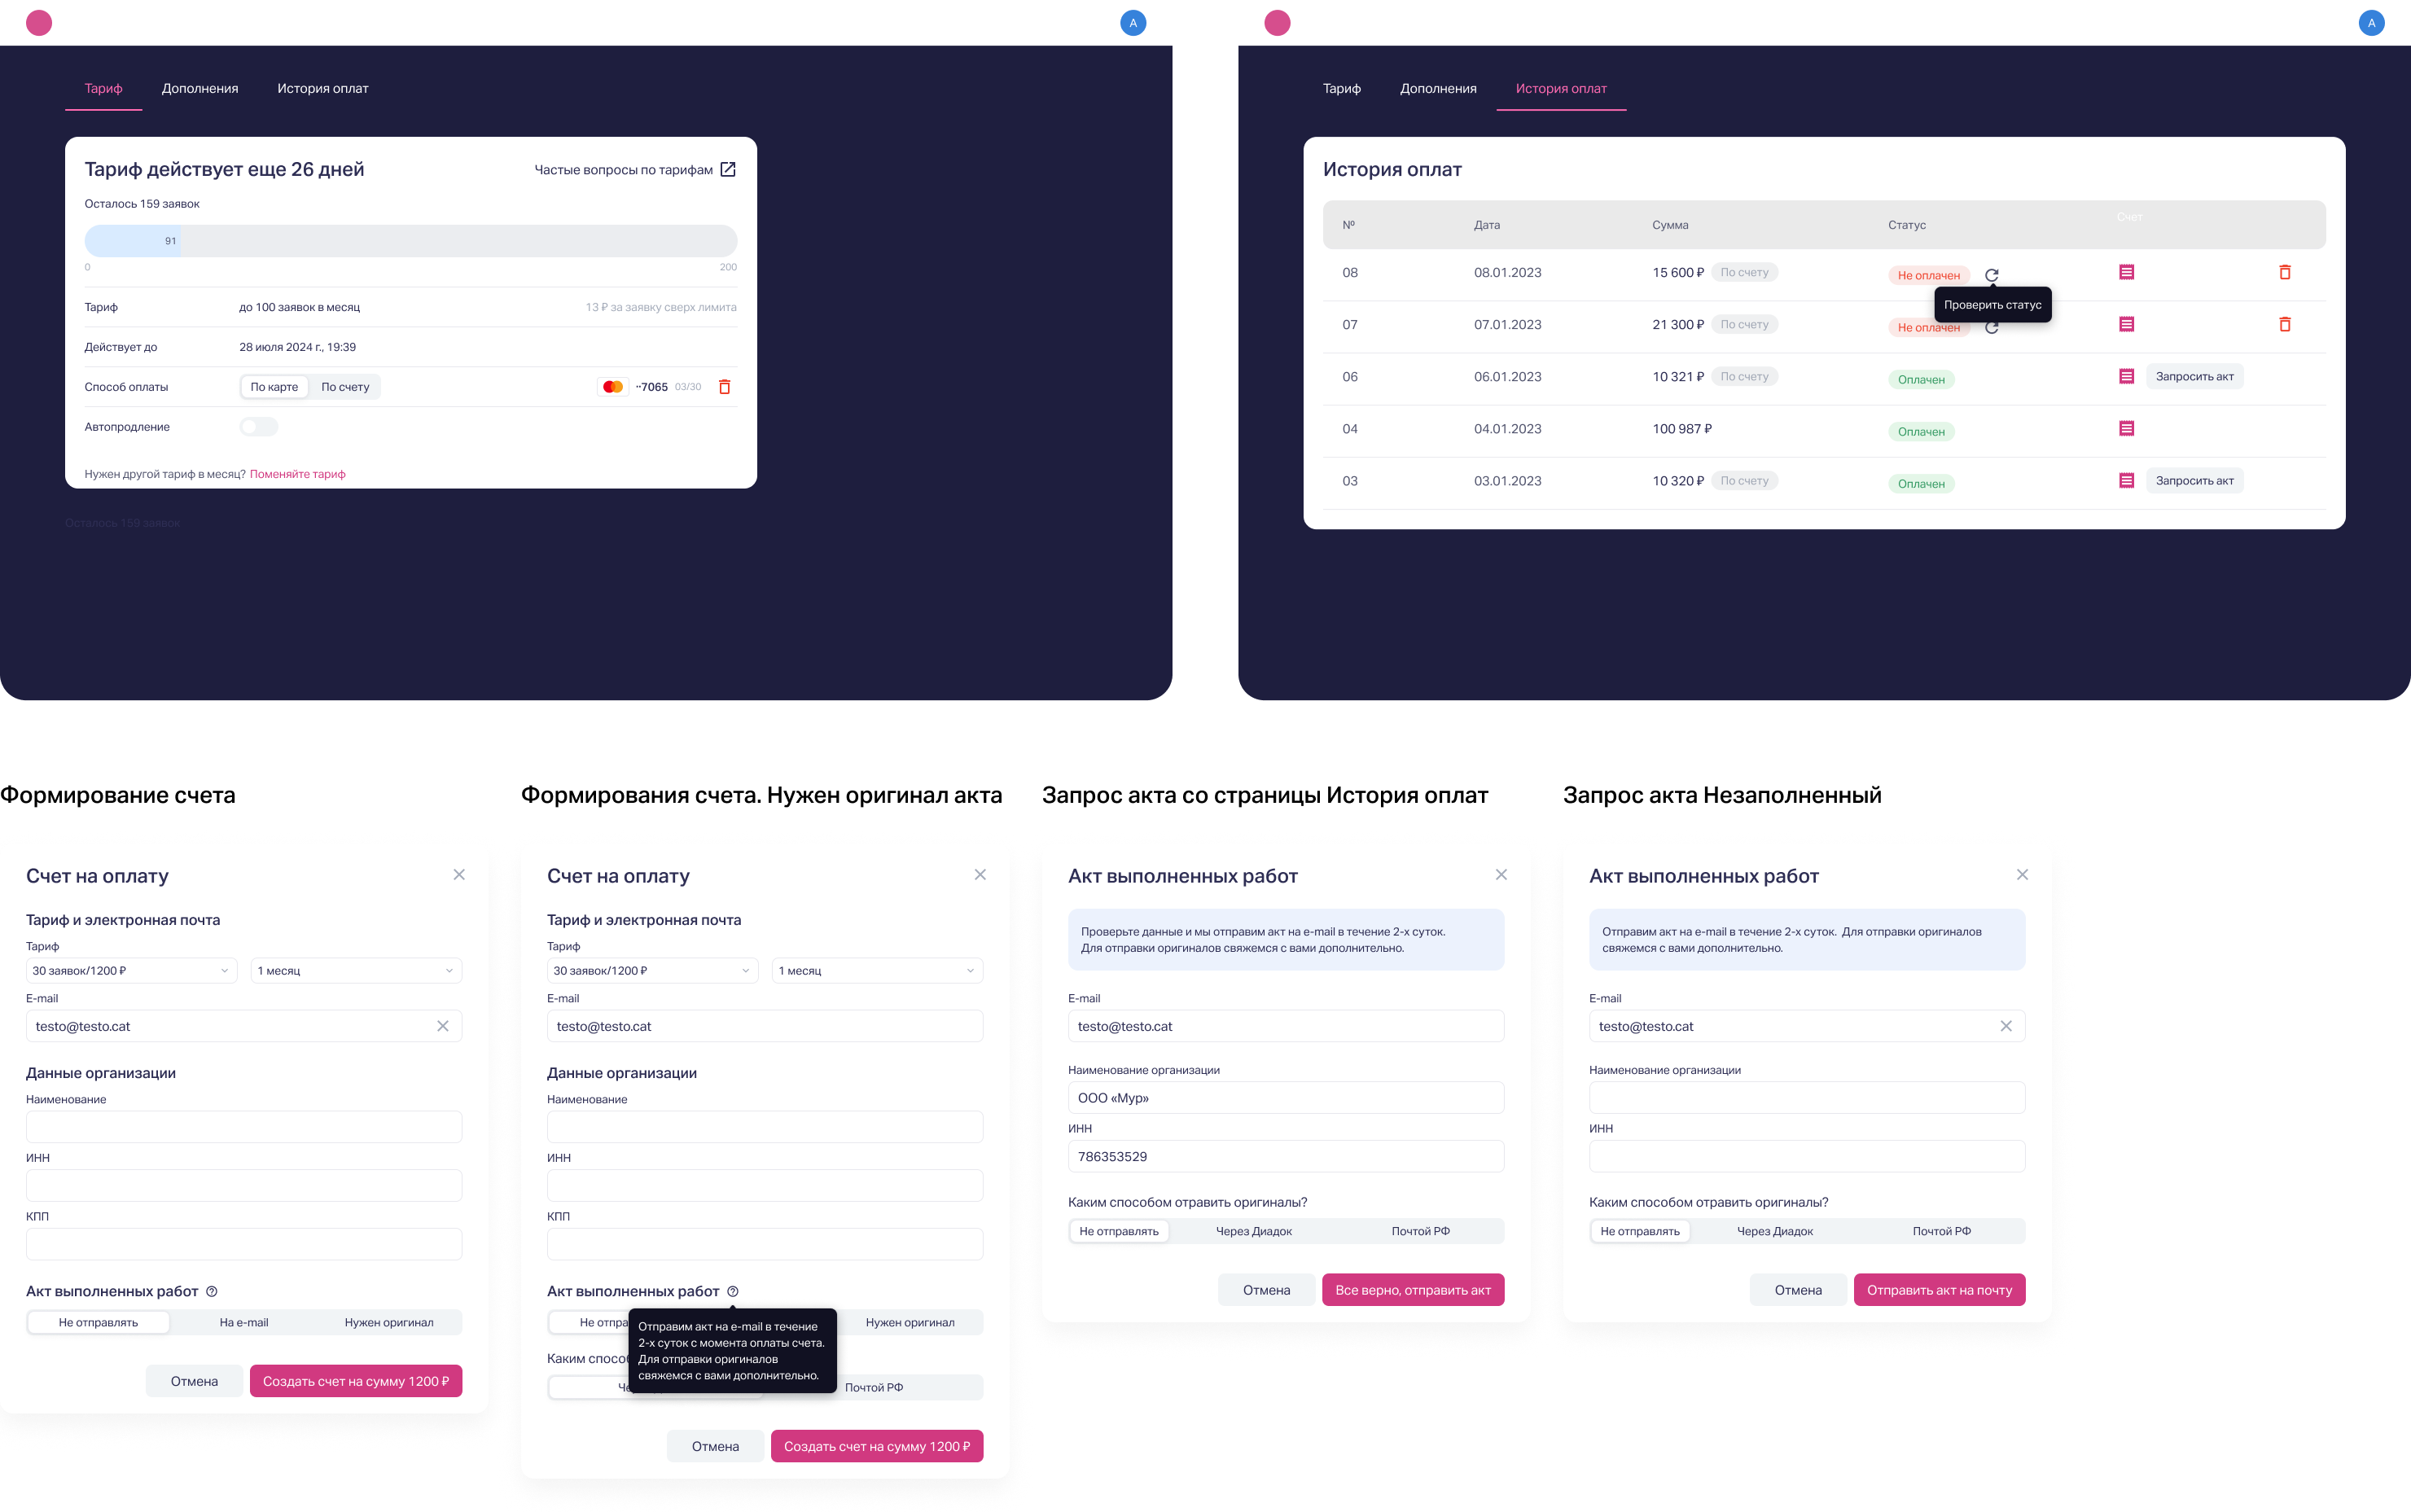 А
Тариф
Дополнения
История оплат
Тариф действует еще 26 дней
Частые вопросы по тарифам
Осталось 159 заявок
91
0
200
Тариф
до 100 заявок в месяц
13 ₽ за заявку сверх лимита
Действует до
28 июля 2024 г., 19:39
Способ оплаты
По карте
По счету
··7065
03/30
Автопродление
Нужен другой тариф в месяц? Поменяйте тариф
Осталось 159 заявок
А
Тариф
Дополнения
История оплат
История оплат
№
Дата
Сумма
Статус
Счет
08
08.01.2023
15 600 ₽
По счету
Не оплачен
Проверить статус
07
07.01.2023
21 300 ₽
По счету
Не оплачен
06
06.01.2023
10 321 ₽
По счету
Оплачен
Запросить акт
04
04.01.2023
100 987 ₽
Оплачен
03
03.01.2023
10 320 ₽
По счету
Оплачен
Запросить акт
Формирование счета
Счет на оплату
Тариф и электронная почта
Тариф
30 заявок/1200 ₽
1 месяц
E-mail
testo@testo.cat
Данные организации
Наименование
ИНН
КПП
Акт выполненных работ
Не отправлять
На e-mail
Нужен оригинал
Отмена
Создать счет на сумму 1200 ₽
Формирования счета. Нужен оригинал акта
Счет на оплату
Тариф и электронная почта
Тариф
30 заявок/1200 ₽
1 месяц
E-mail
testo@testo.cat
Данные организации
Наименование
ИНН
КПП
Акт выполненных работ
Не отпра
Нужен оригинал
Отправим акт на e-mail в течение
2-х суток с момента оплаты счета.
Для отправки оригиналов
свяжемся с вами дополнительно.
Каким способ
Почтой РФ
Отмена
Создать счет на сумму 1200 ₽
Запрос акта со страницы История оплат
Акт выполненных работ
Проверьте данные и мы отправим акт на e-mail в течение 2-х суток.
Для отправки оригиналов свяжемся с вами дополнительно.
E-mail
testo@testo.cat
Наименование организации
ООО «Мур»
ИНН
786353529
Каким способом отравить оригиналы?
Не отправлять
Через Диадок
Почтой РФ
Отмена
Все верно, отправить акт
Запрос акта Незаполненный
Акт выполненных работ
Отправим акт на e-mail в течение 2-х суток. Для отправки оригиналов
свяжемся с вами дополнительно.
E-mail
testo@testo.cat
Наименование организации
ИНН
Каким способом отравить оригиналы?
Не отправлять
Через Диадок
Почтой РФ
Отмена
Отправить акт на почту